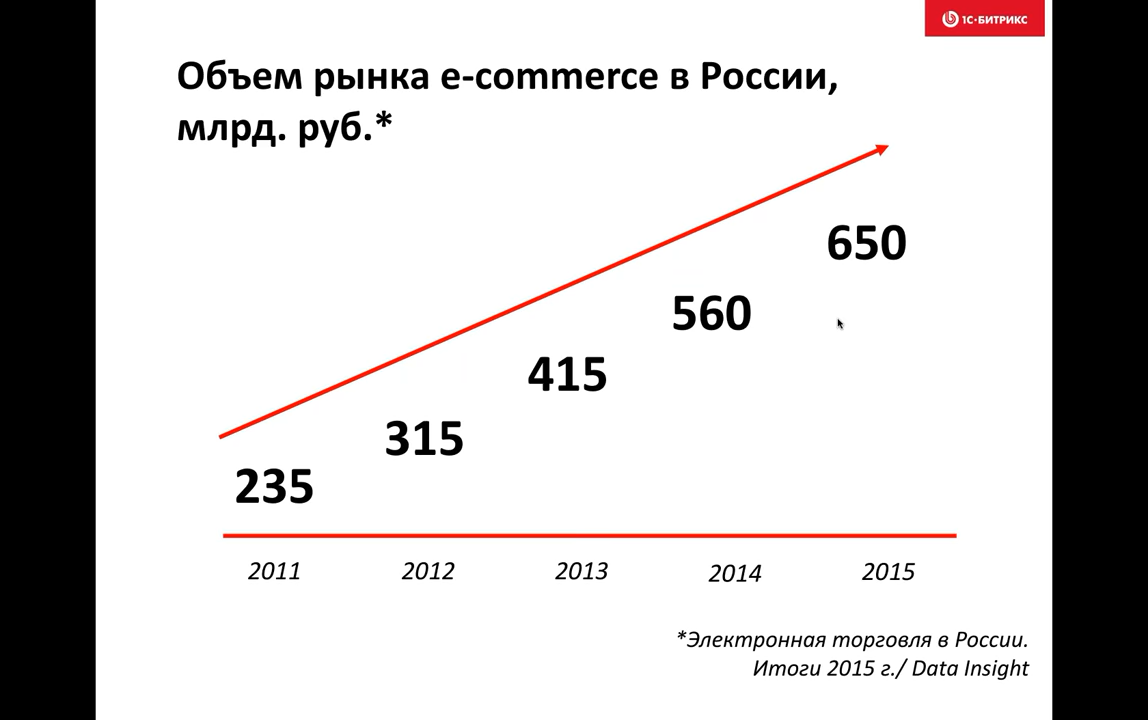 1С-БИТРИКС
Объем рынка e-commerce в России,
млрд. руб.*
650
560
415
315
235
2011 2012 2013 2014 2015
*Электронная торговля в России.
Итоги 2015 г./ Data Insight